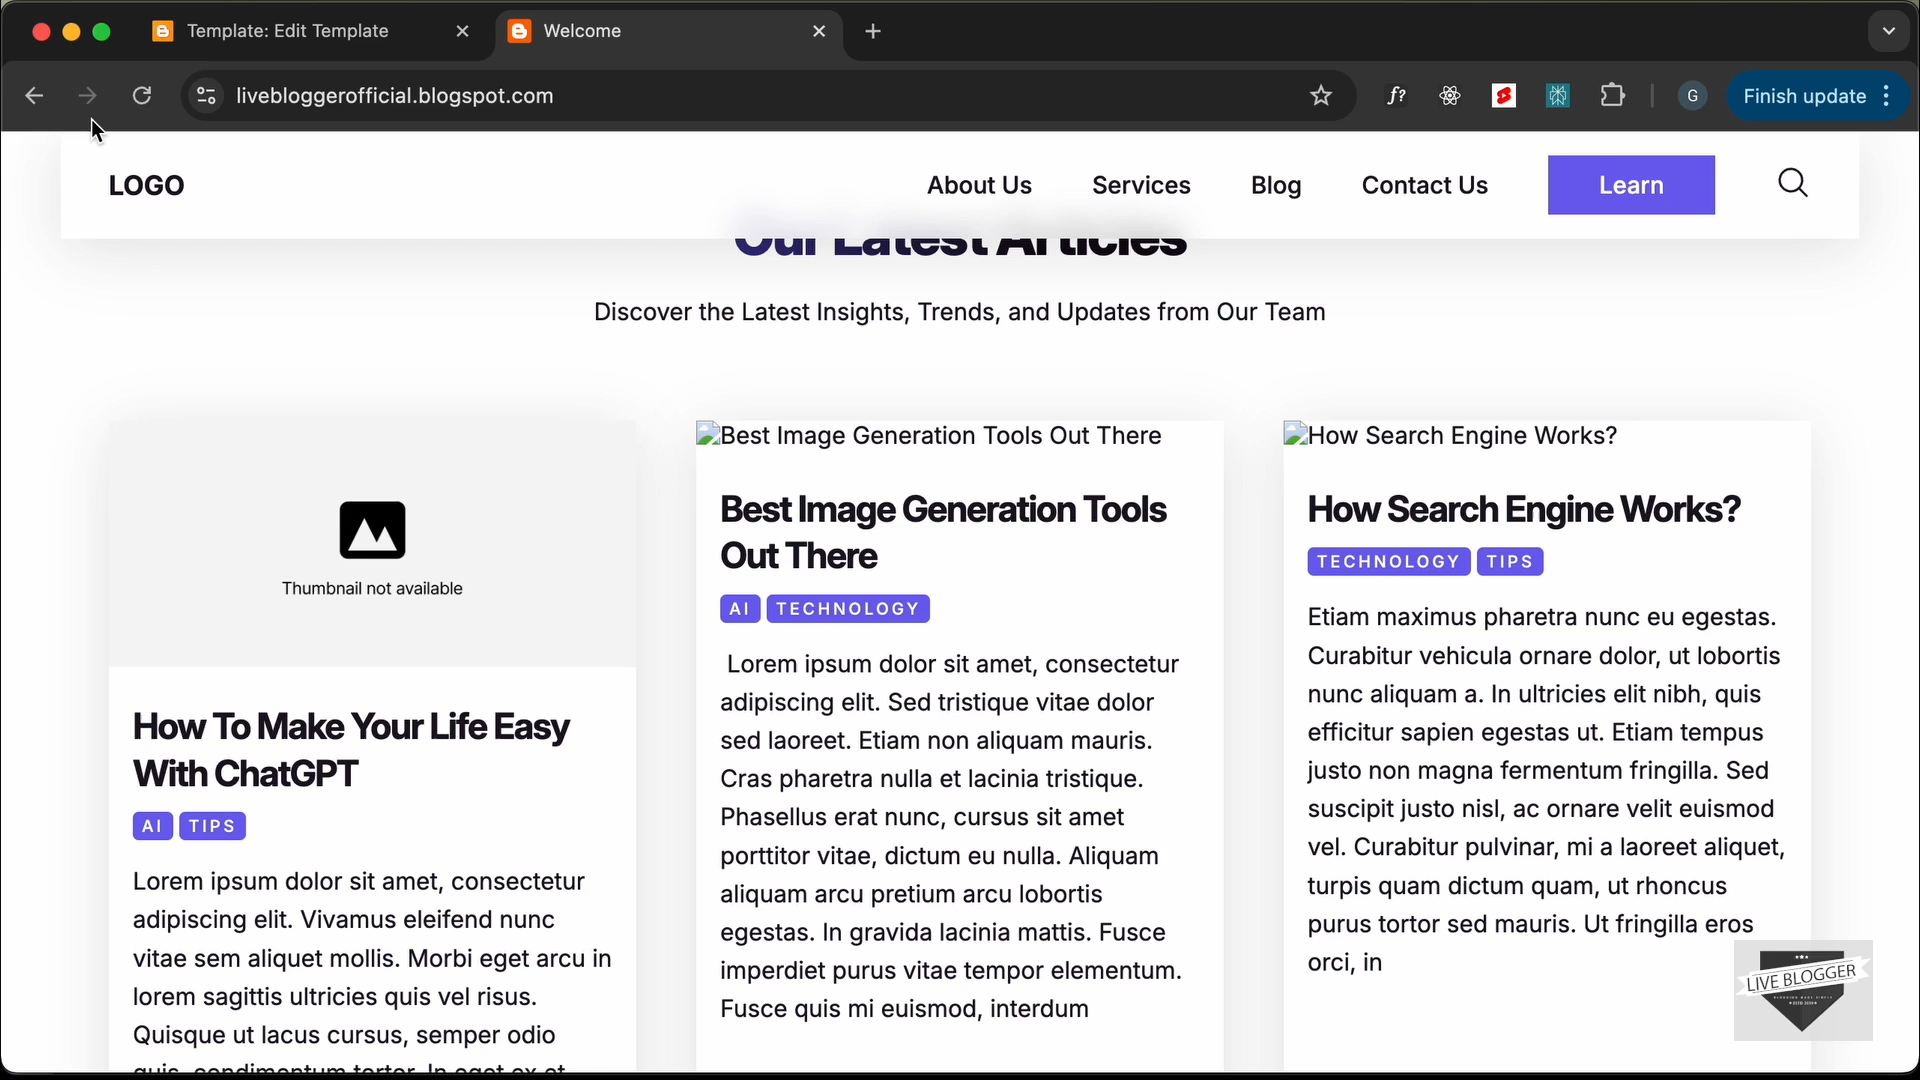 Template: Edit Template
Welcome
livebloggerofficial.blogspot.com
f?
G
Finish update
LOGO
About Us
Services
Blog
Contact Us
Learn
Our Latest Articles
Discover the Latest Insights, Trends, and Updates from Our Team
Thumbnail not available
How To Make Your Life Easy
With ChatGPT
AI TIPS
Lorem ipsum dolor sit amet, consectetur
adipiscing elit. Vivamus eleifend nunc
vitae sem aliquet mollis. Morbi eget arcu in
lorem sagittis ultricies quis vel risus.
Quisque ut lacus cursus, semper odio
quis, condimentum tortor. In eget ex et
Best Image Generation Tools Out There
Best Image Generation Tools
Out There
AI TECHNOLOGY
Lorem ipsum dolor sit amet, consectetur
adipiscing elit. Sed tristique vitae dolor
sed laoreet. Etiam non aliquam mauris.
Cras pharetra nulla et lacinia tristique.
Phasellus erat nunc, cursus sit amet
porttitor vitae, dictum eu nulla. Aliquam
aliquam arcu pretium arcu lobortis
egestas. In gravida lacinia mattis. Fusce
imperdiet purus vitae tempor elementum.
Fusce quis mi euismod, interdum
How Search Engine Works?
How Search Engine Works?
TECHNOLOGY TIPS
Etiam maximus pharetra nunc eu egestas.
Curabitur vehicula ornare dolor, ut lobortis
nunc aliquam a. In ultricies elit nibh, quis
efficitur sapien egestas ut. Etiam tempus
justo non magna fermentum fringilla. Sed
suscipit justo nisl, ac ornare velit euismod
vel. Curabitur pulvinar, mi a laoreet aliquet,
turpis quam dictum quam, ut rhoncus
purus tortor sed mauris. Ut fringilla eros
orci, in
LIVE BLOGGER